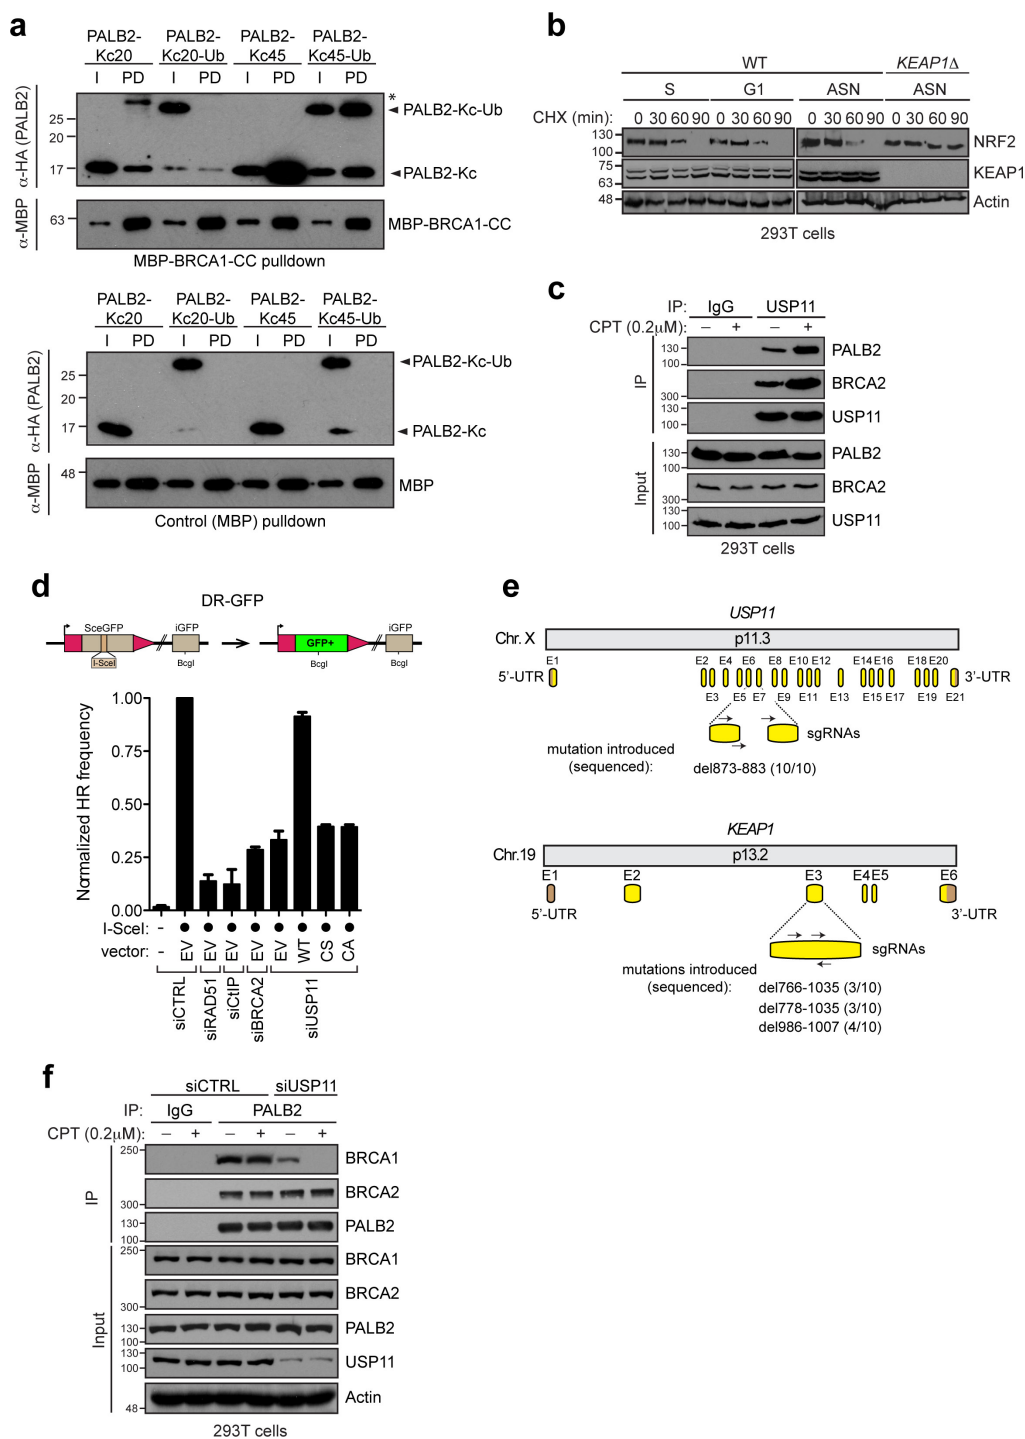 a
PALB2-Kc20 PALB2-Kc20-Ub PALB2-Kc45 PALB2-Kc45-Ub
I PD I PD I PD I PD
α-HA (PALB2)
25
20
17
*
PALB2-Kc-Ub
PALB2-Kc
α-MBP
63
MBP-BRCA1-CC
MBP-BRCA1-CC pulldown
PALB2-Kc20 PALB2-Kc20-Ub PALB2-Kc45 PALB2-Kc45-Ub
I PD I PD I PD I PD
α-HA (PALB2)
25
20
17
PALB2-Kc-Ub
PALB2-Kc
α-MBP
48
MBP
Control (MBP) pulldown
b
WT KEAP1Δ
S G1 ASN ASN
CHX (min): 0 30 60 90 0 30 60 90 0 30 60 90 0 30 60 90
130
100
NRF2
75
63
KEAP1
48
Actin
293T cells
c
IP: IgG USP11
CPT (0.2µM): – + – +
IP
130
100
PALB2
300
BRCA2
130
100
USP11
Input
130
100
PALB2
300
BRCA2
130
100
USP11
293T cells
d
DR-GFP
SceGFP iGFP iGFP
GFP+
I-SceI BcgI BcgI BcgI
Normalized HR frequency
1.00
0.75
0.50
0.25
0.00
I-SceI: -
vector: - EV EV EV EV EV WT CS CA
siCTRL siRAD51 siCtIP siBRCA2 siUSP11
e
USP11
Chr. X p11.3
E1 E2 E4 E6 E8 E10 E12 E14 E16 E18 E20
5'-UTR 3'-UTR
E3 E5 E7 E9 E11 E13 E15 E17 E19 E21
sgRNAs
mutation introduced
(sequenced): del873-883 (10/10)
KEAP1
Chr.19 p13.2
E1 E2 E3 E4 E5 E6
5'-UTR 3'-UTR
sgRNAs
mutations introduced
(sequenced): del766-1035 (3/10)
del778-1035 (3/10)
del986-1007 (4/10)
f
siCTRL siUSP11
IP: IgG PALB2
CPT (0.2µM): – + – + – +
IP
250
BRCA1
300
BRCA2
130
100
PALB2
Input
250
BRCA1
300
BRCA2
130
100
PALB2
130
100
USP11
48
Actin
293T cells